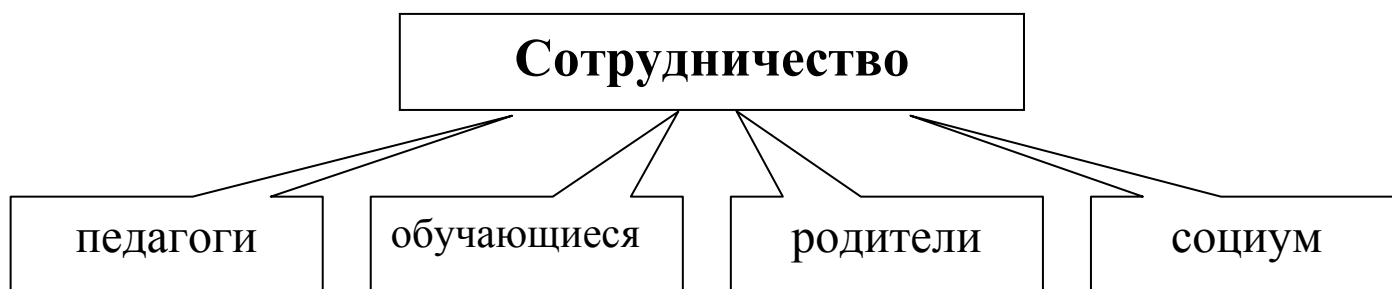 Сотрудничество
педагоги
обучающиеся
родители
социум